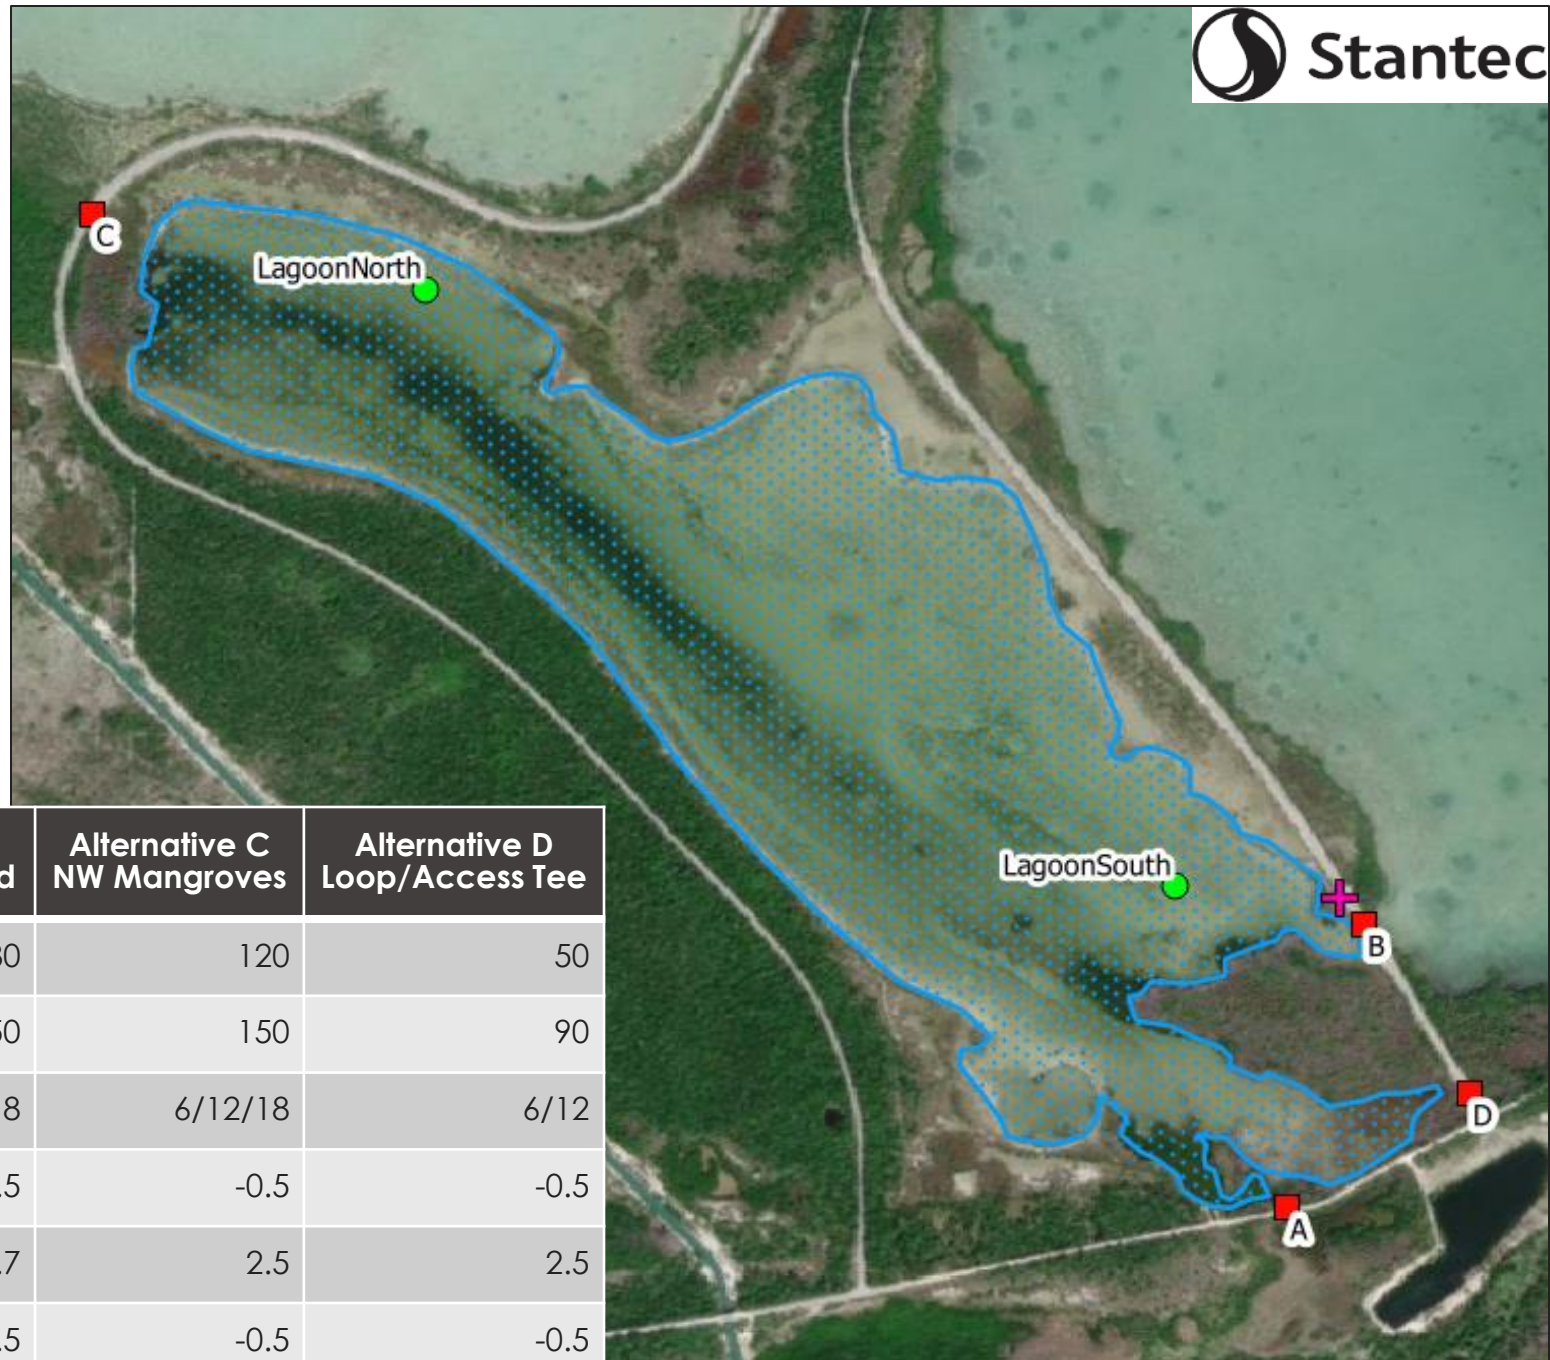 Stantec
C
LagoonNorth
LagoonSouth
B
D
A
Alternative C
NW Mangroves
Alternative D
Loop/Access Tee
120 50
150 90
6/12/18 6/12
-0.5 -0.5
2.5 2.5
-0.5 -0.5